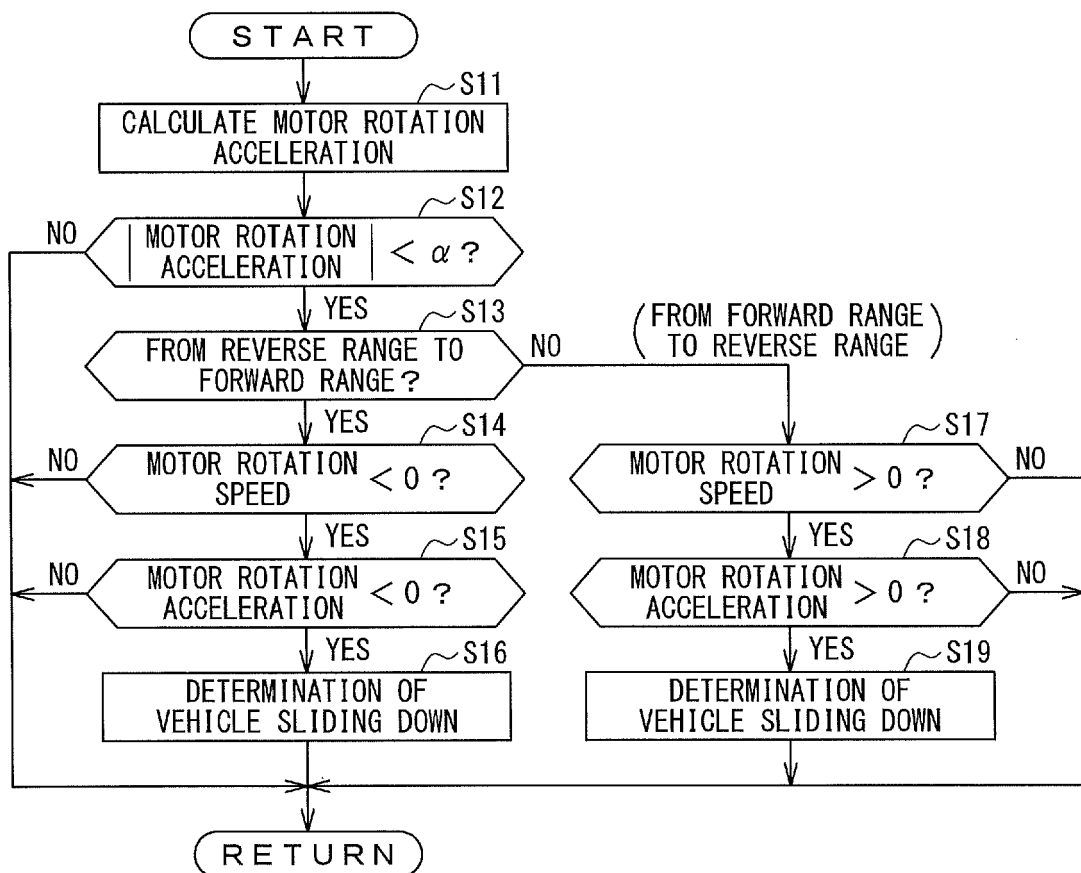 START
S11
CALCULATE MOTOR ROTATION
ACCELERATION
S12
NO
| MOTOR ROTATION
ACCELERATION | < α ?
YES
S13
FROM REVERSE RANGE TO
FORWARD RANGE?
NO
(FROM FORWARD RANGE
TO REVERSE RANGE)
YES
S14
NO
MOTOR ROTATION
SPEED < 0 ?
YES
S15
NO
MOTOR ROTATION
ACCELERATION < 0 ?
YES
S16
DETERMINATION OF
VEHICLE SLIDING DOWN
S17
MOTOR ROTATION
SPEED > 0 ?
NO
YES
S18
MOTOR ROTATION
ACCELERATION > 0 ?
NO
YES
S19
DETERMINATION OF
VEHICLE SLIDING DOWN
RETURN